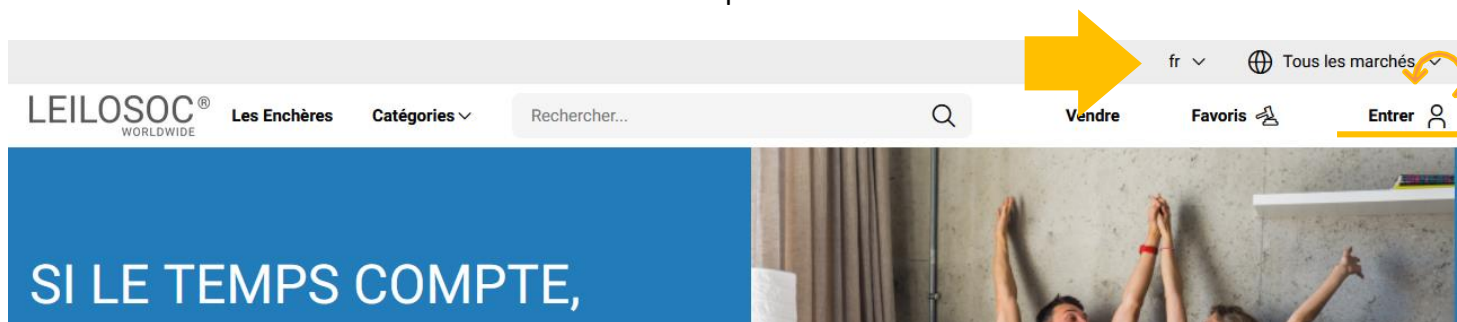 fr Tous les marchés
LEILOSOC® Les Enchères Catégories Rechercher... Vendre Favoris Entrer
WORLDWIDE
SI LE TEMPS COMPTE,